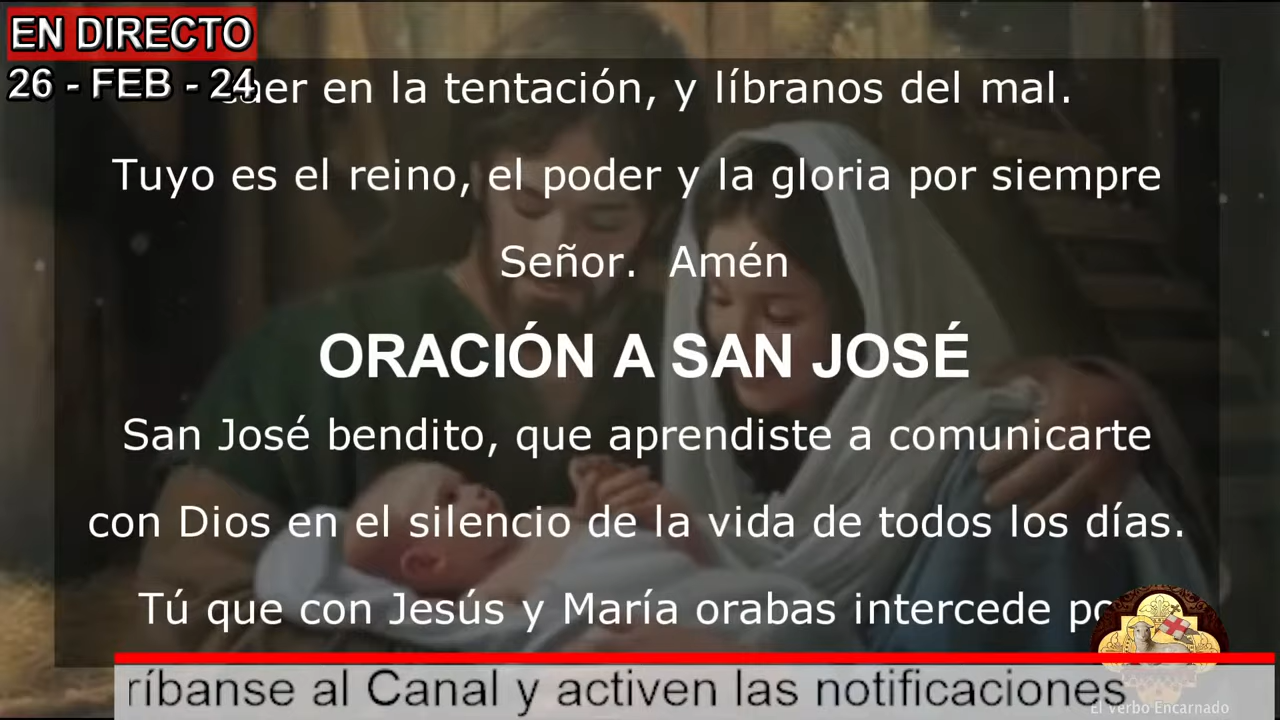 EN DIRECTO
26 - FEB - 24
en la tentación, y líbranos del mal.
Tuyo es el reino, el poder y la gloria por siempre
Señor. Amén
ORACIÓN A SAN JOSÉ
San José bendito, que aprendiste a comunicarte
con Dios en el silencio de la vida de todos los días.
Tú que con Jesús y María orabas intercede
ríbanse al Canal y activen las notificaciones
El Verbo Encarnado